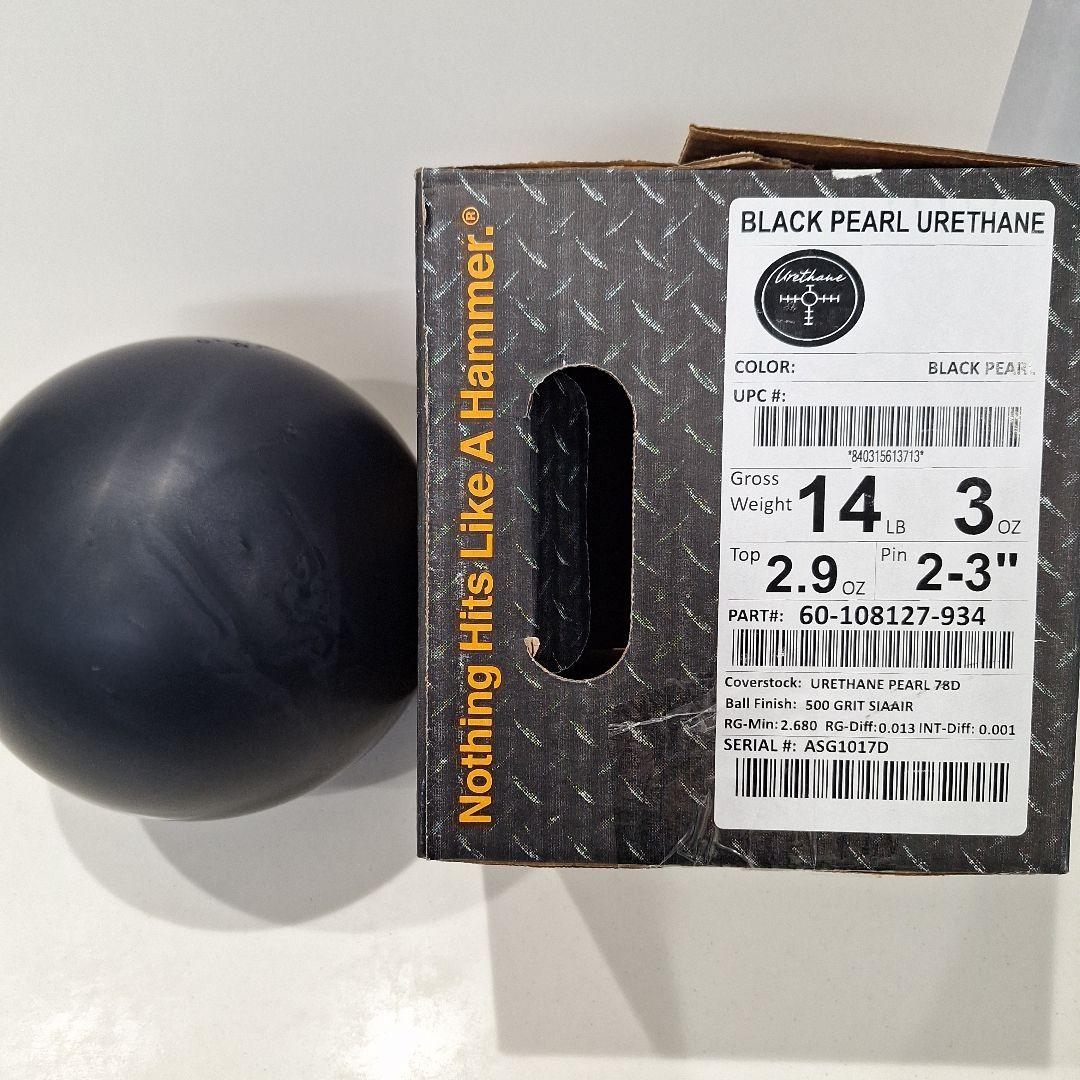 Nothing Hits Like A Hammer.®
BLACK PEARL URETHANE
Urethane
COLOR: BLACK PEARL
UPC #:
*840315613713*
Gross Weight 14 LB 3 OZ
Top 2.9 OZ Pin 2-3"
PART#: 60-108127-934
Coverstock: URETHANE PEARL 78D
Ball Finish: 500 GRIT SIAAIR
RG-Min: 2.680 RG-Diff: 0.013 INT-Diff: 0.001
SERIAL #: ASG1017D